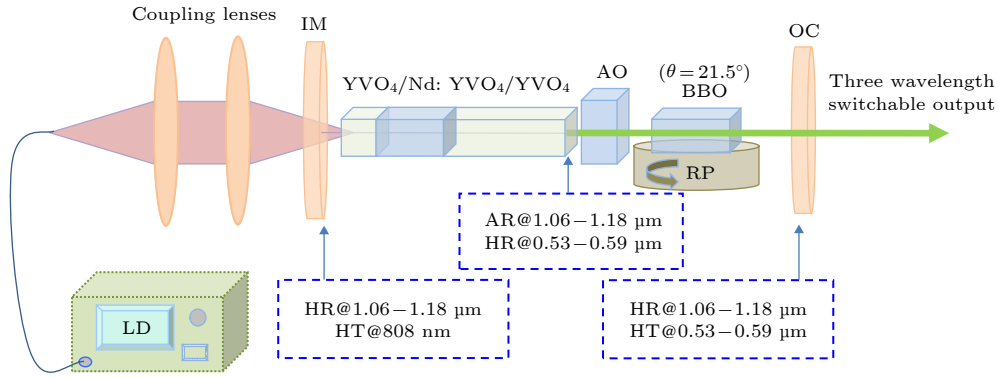 Coupling lenses
IM
OC
YVO₄/Nd: YVO₄/YVO₄
AO
(θ=21.5°)
BBO
Three wavelength
switchable output
RP
AR@1.06−1.18 µm
HR@0.53−0.59 µm
LD
HR@1.06−1.18 µm
HT@808 nm
HR@1.06−1.18 µm
HT@0.53−0.59 µm